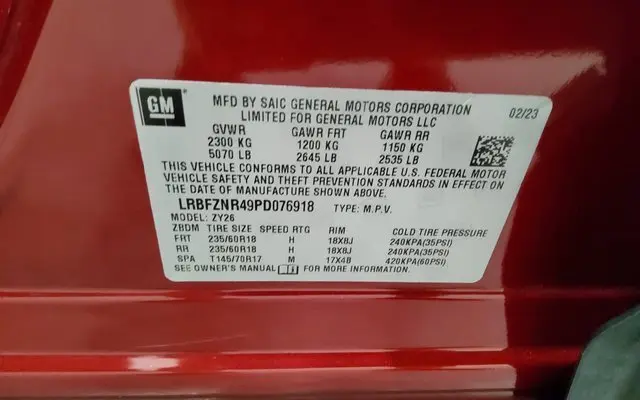 GM
MFD BY SAIC GENERAL MOTORS CORPORATION
LIMITED FOR GENERAL MOTORS LLC
02/23
GVWR GAWR FRT GAWR RR
2300 KG 1200 KG 1150 KG
5070 LB 2645 LB 2535 LB
THIS VEHICLE CONFORMS TO ALL APPLICABLE U.S. FEDERAL MOTOR
VEHICLE SAFETY AND THEFT PREVENTION STANDARDS IN EFFECT ON
THE DATE OF MANUFACTURE SHOWN ABOVE.
LRBFZNR49PD076918 TYPE: M.P.V.
MODEL: ZY26
ZBDM TIRE SIZE SPEED RTG RIM COLD TIRE PRESSURE
FRT 235/60R18 H 18X8J 240KPA(35PSI)
RR 235/60R18 H 18X8J 240KPA(35PSI)
SPA T145/70R17 M 17X4B 420KPA(60PSI)
SEE OWNER'S MANUAL FOR MORE INFORMATION.